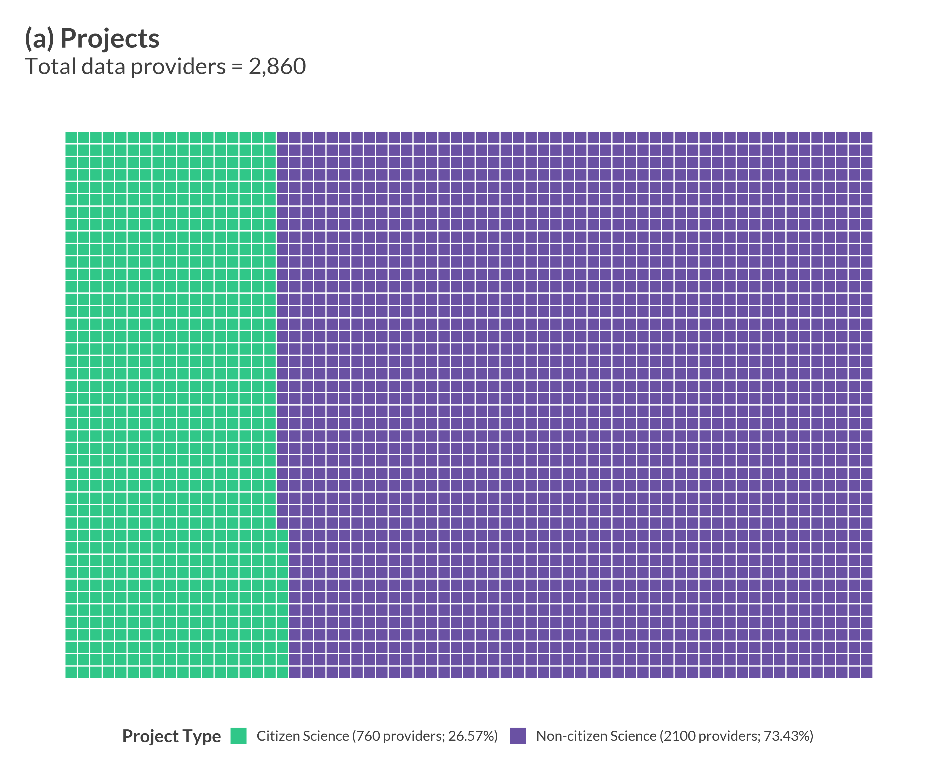 (a) Projects
Total data providers = 2,860
Project Type Citizen Science (760 providers; 26.57%) Non-citizen Science (2100 providers; 73.43%)